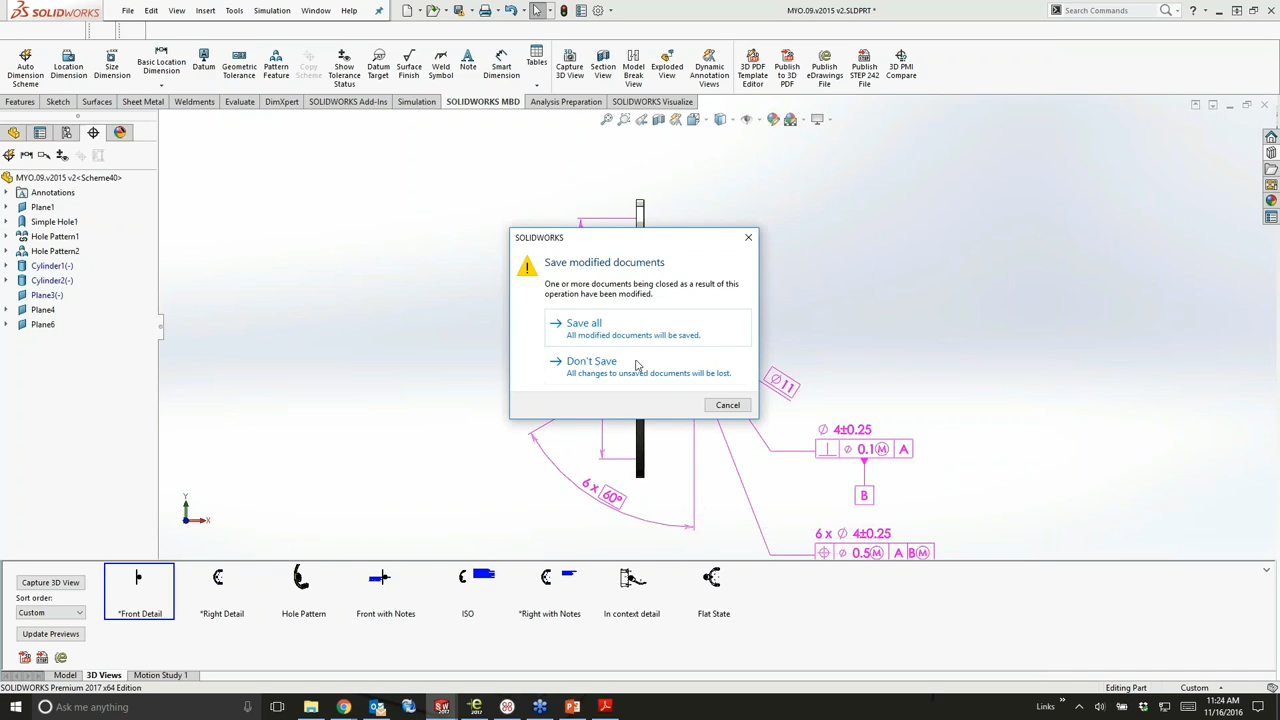 SOLIDWORKS
File Edit View Insert Tools Simulation Window Help
MYO.09.v2015 v2.SLDPRT *
Search Commands
Auto Dimension Scheme
Location Dimension
Size Dimension
Basic Location Dimension
Datum
Geometric Tolerance
Pattern Feature
Copy Scheme
Show Tolerance Status
Datum Target
Surface Finish
Weld Symbol
Note
Smart Dimension
Tables
Capture 3D View
Section View
Model Break View
Exploded View
Dynamic Annotation Views
3D PDF Template Editor
Publish to 3D PDF
Publish eDrawings File
Publish STEP 242 File
3D PMI Compare
Features Sketch Surfaces Sheet Metal Weldments Evaluate DimXpert SOLIDWORKS Add-Ins Simulation SOLIDWORKS MBD Analysis Preparation SOLIDWORKS Visualize
MYO.09.v2015 v2<Scheme40>
Annotations
Plane1
Simple Hole1
Hole Pattern1
Hole Pattern2
Cylinder1(-)
Cylinder2(-)
Plane3(-)
Plane4
Plane6
SOLIDWORKS
Save modified documents
One or more documents being closed as a result of this
operation have been modified.
Save all
All modified documents will be saved.
Don't Save
All changes to unsaved documents will be lost.
Cancel
∅11
∅ 4±0.25
⊥ ∅ 0.1Ⓜ A
B
6 x 60°
6 x ∅ 4±0.25
⌖ ∅ 0.5Ⓜ A BⓂ
Y
X
Capture 3D View
Sort order:
Custom
Update Previews
*Front Detail
*Right Detail
Hole Pattern
Front with Notes
ISO
*Right with Notes
In context detail
Flat State
Model 3D Views Motion Study 1
SOLIDWORKS Premium 2017 x64 Edition
Editing Part
Custom
Ask me anything
Links
11:24 AM
11/16/2016